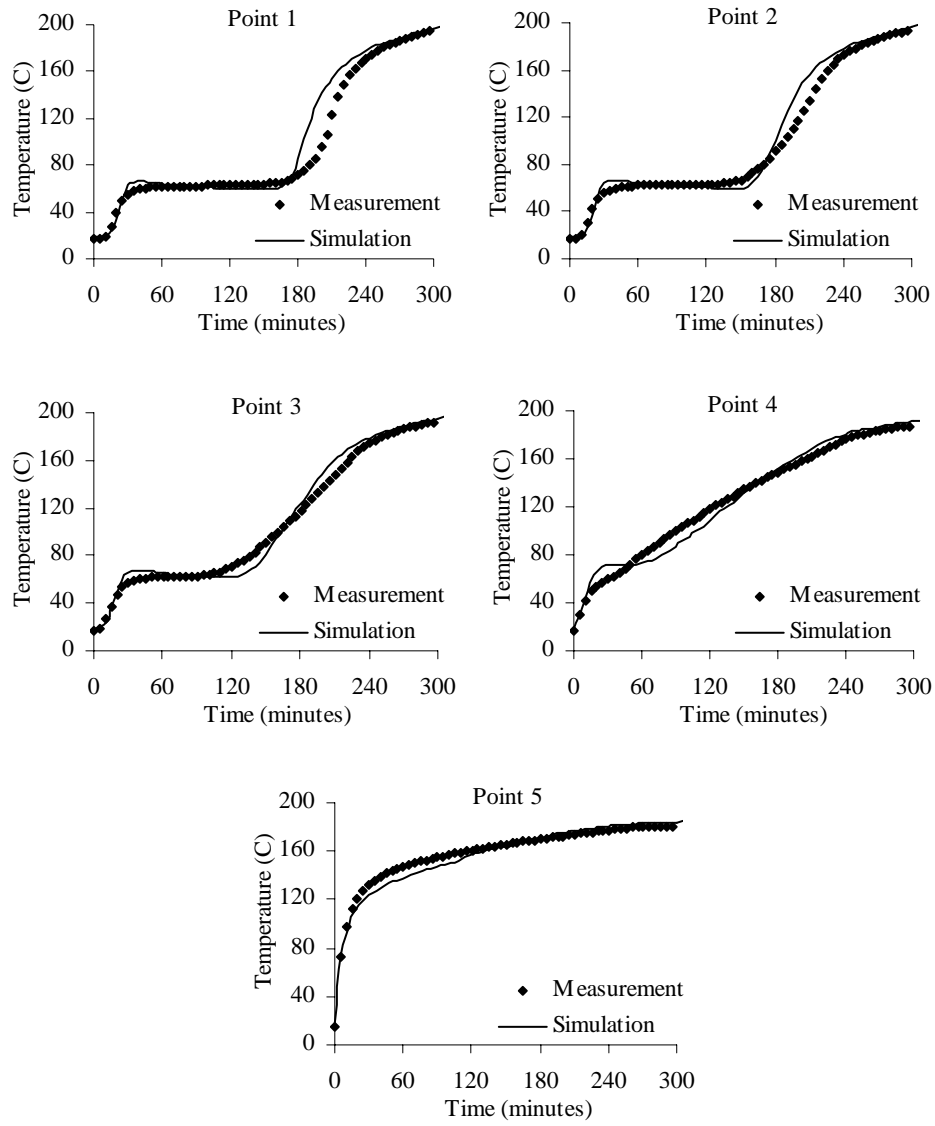 Point 1
Temperature (C)
200
160
120
80
40
0
Measurement
Simulation
0 60 120 180 240 300
Time (minutes)
Point 2
Temperature (C)
200
160
120
80
40
0
Measurement
Simulation
0 60 120 180 240 300
Time (minutes)
Point 3
Temperature (C)
200
160
120
80
40
0
Measurement
Simulation
0 60 120 180 240 300
Time (minutes)
Point 4
Temperature (C)
200
160
120
80
40
0
Measurement
Simulation
0 60 120 180 240 300
Time (minutes)
Point 5
Temperature (C)
200
160
120
80
40
0
Measurement
Simulation
0 60 120 180 240 300
Time (minutes)